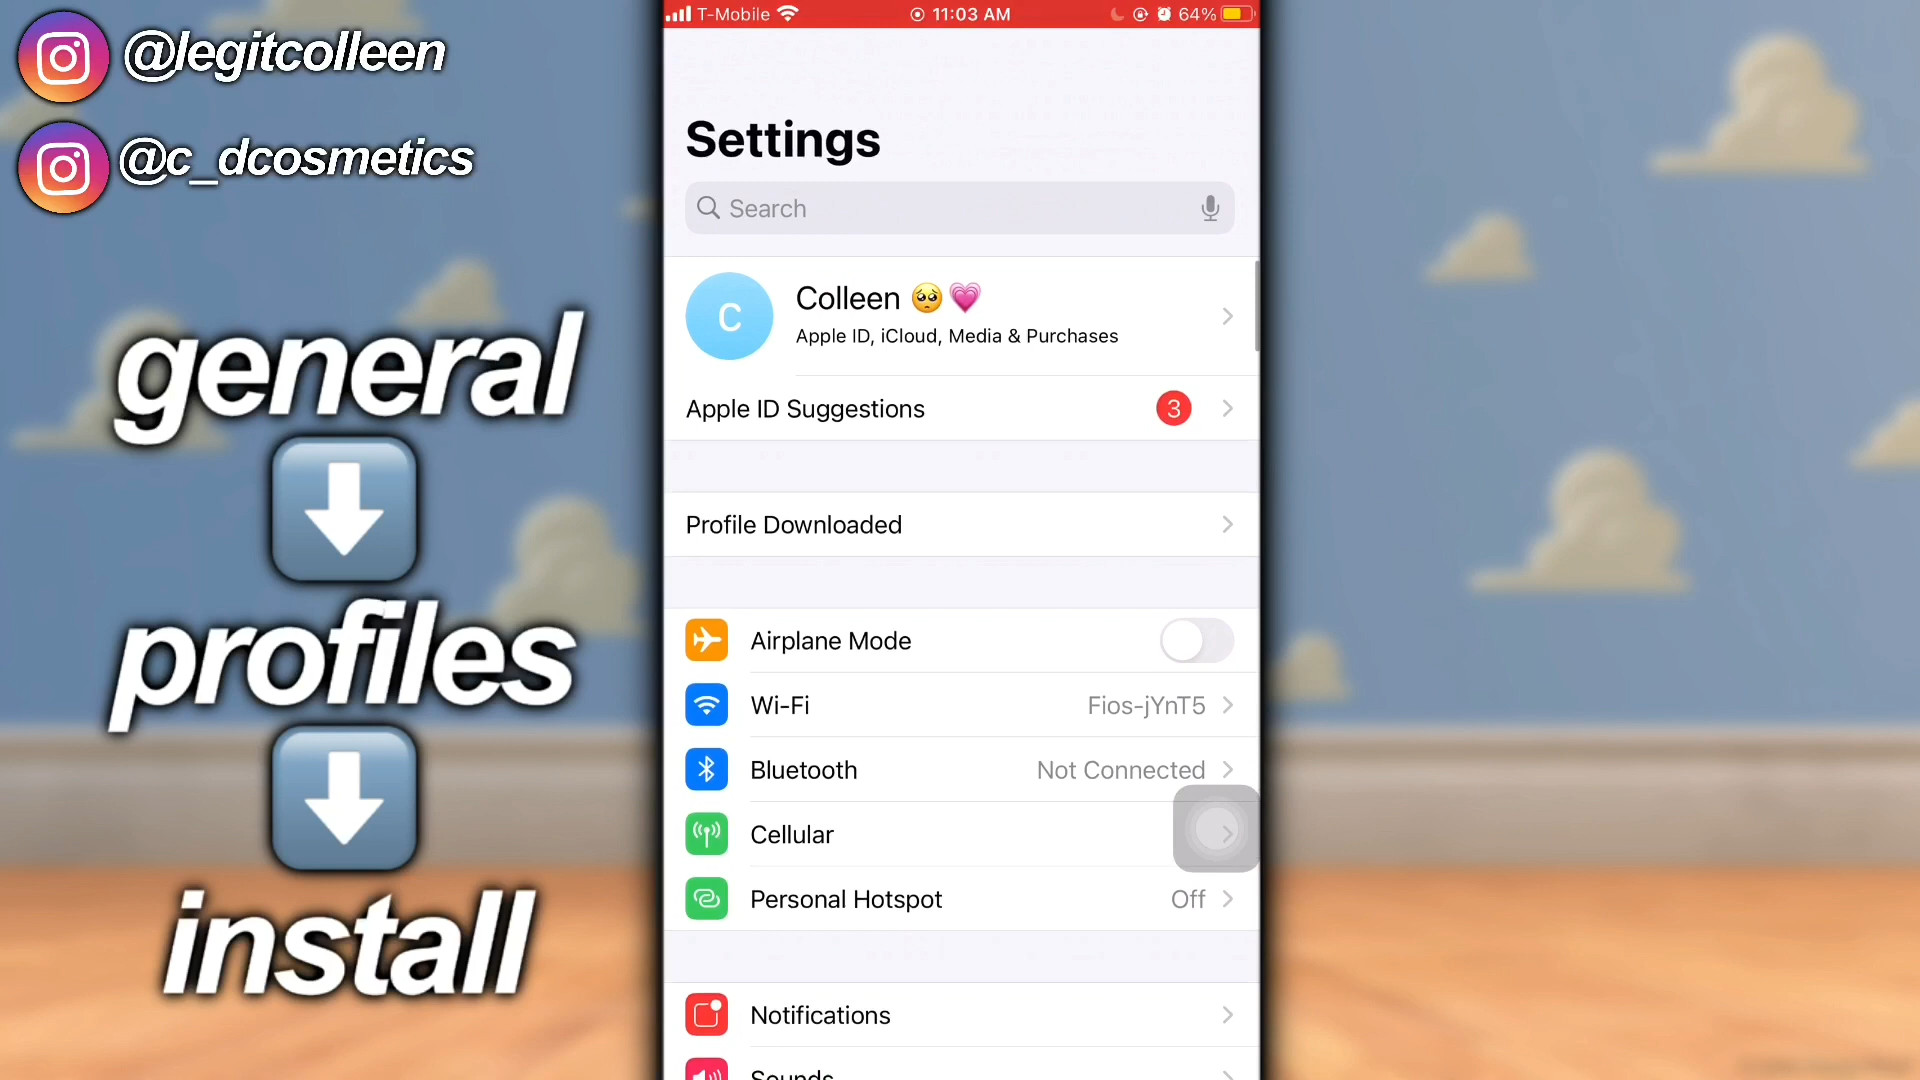 @legitcolleen
@c_dcosmetics
general
profiles
install
T-Mobile
11:03 AM
64%
Settings
Search
C
Colleen 🥺💗
Apple ID, iCloud, Media & Purchases
Apple ID Suggestions
3
Profile Downloaded
Airplane Mode
Wi-Fi
Fios-jYnT5
Bluetooth
Not Connected
Cellular
Personal Hotspot
Off
Notifications
Sounds